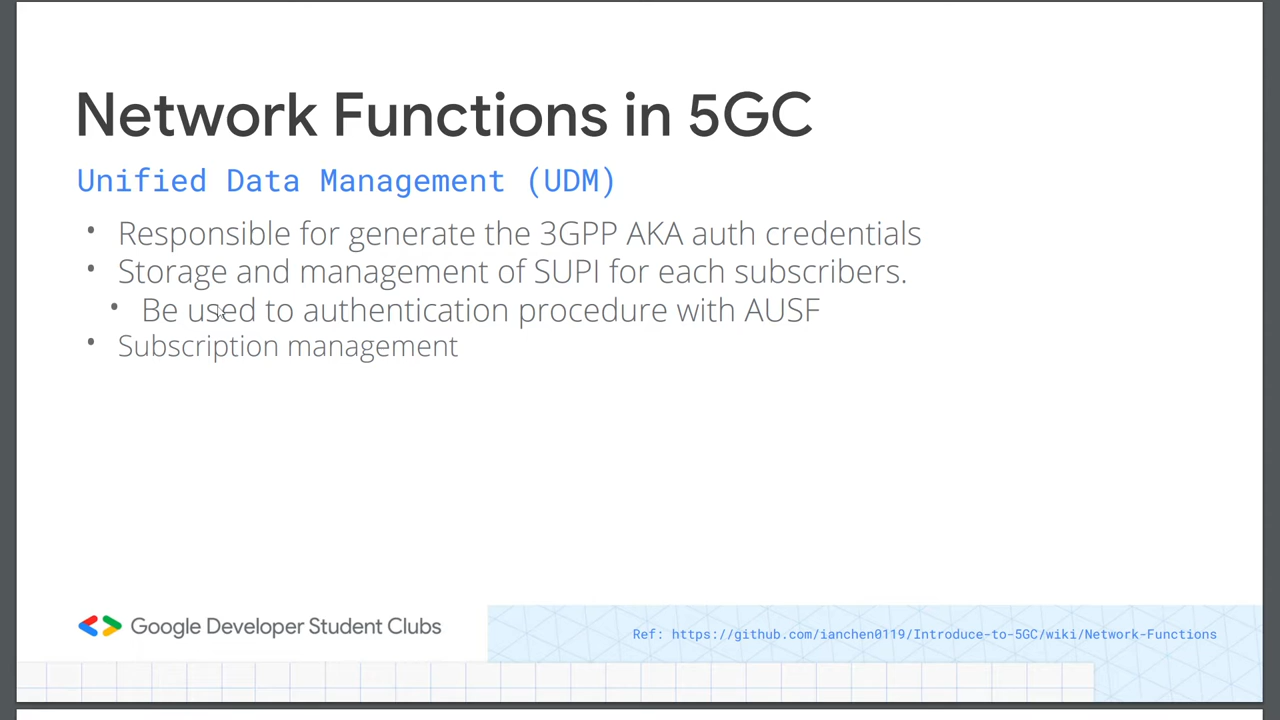 Network Functions in 5GC
Unified Data Management (UDM)
• Responsible for generate the 3GPP AKA auth credentials
• Storage and management of SUPI for each subscribers.
• Be used to authentication procedure with AUSF
• Subscription management
Google Developer Student Clubs
Ref: https://github.com/ianchen0119/Introduce-to-5GC/wiki/Network-Functions